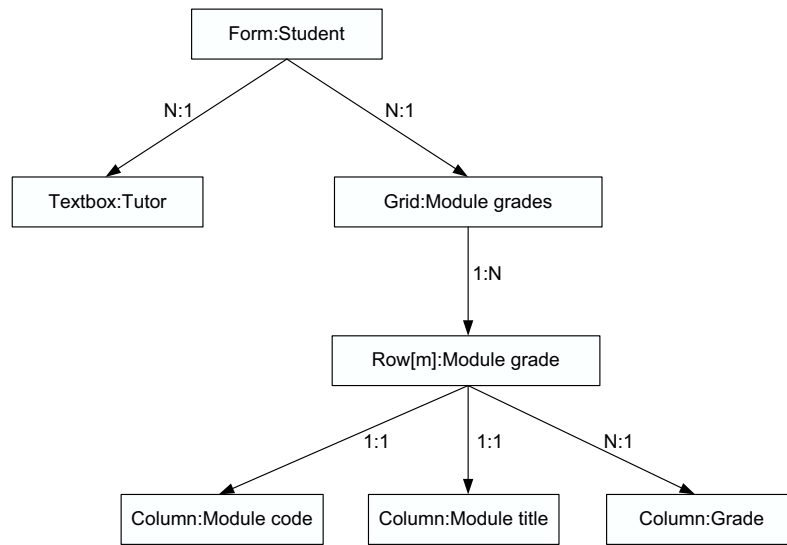 Form:Student
N:1
N:1
Textbox:Tutor
Grid:Module grades
1:N
Row[m]:Module grade
1:1
1:1
N:1
Column:Module code
Column:Module title
Column:Grade